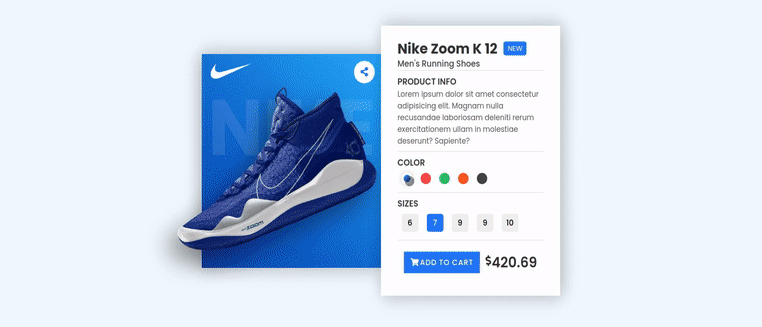 NIKE
zoom
Nike Zoom K 12 NEW
Men's Running Shoes
PRODUCT INFO
Lorem ipsum dolor sit amet consectetur
adipisicing elit. Magnam nulla
recusandae laboriosam deleniti rerum
exercitationem ullam in molestiae
deserunt? Sapiente?
COLOR
SIZES
6 7 9 9 10
ADD TO CART $420.69